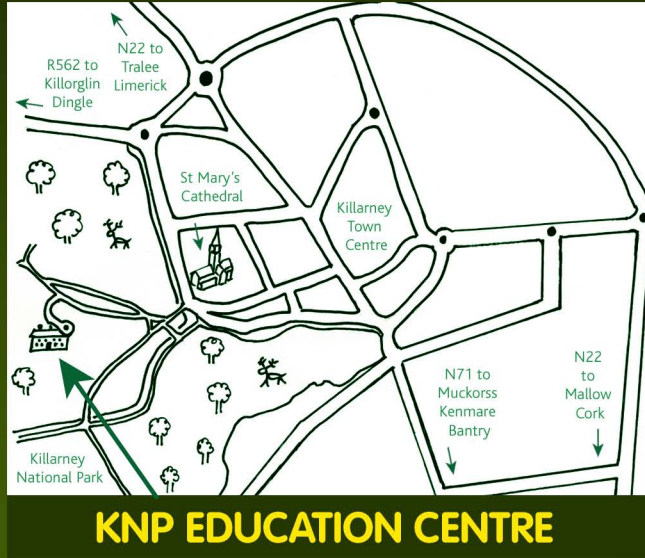 N22 to
Tralee
Limerick
R562 to
Killorglin
Dingle
St Mary's
Cathedral
Killarney
Town
Centre
N71 to
Muckorss
Kenmare
Bantry
N22
to
Mallow
Cork
Killarney
National Park
KNP EDUCATION CENTRE